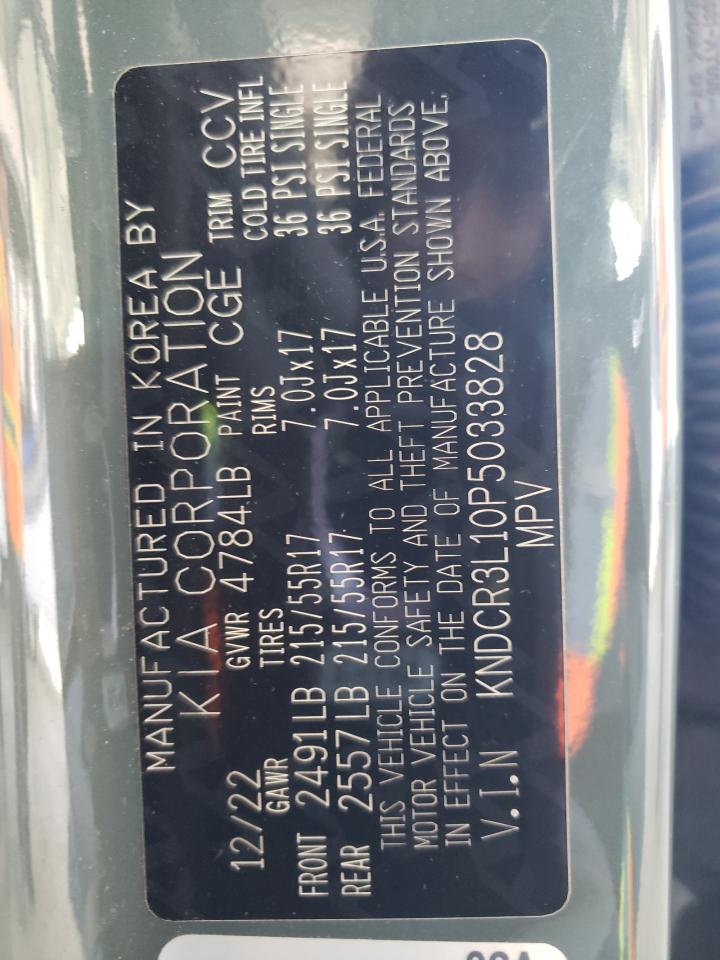 MANUFACTURED IN KOREA BY
KIA CORPORATION
12/22 GVWR 4784LB PAINT CGE TRIM CCV
GAWR TIRES RIMS COLD TIRE INFL
FRONT 2491LB 215/55R17 7.0Jx17 36 PSI SINGLE
REAR 2557LB 215/55R17 7.0Jx17 36 PSI SINGLE
THIS VEHICLE CONFORMS TO ALL APPLICABLE U.S.A. FEDERAL
MOTOR VEHICLE SAFETY AND THEFT PREVENTION STANDARDS
IN EFFECT ON THE DATE OF MANUFACTURE SHOWN ABOVE.
V.I.N KNDCR3L10P5033828
MPV